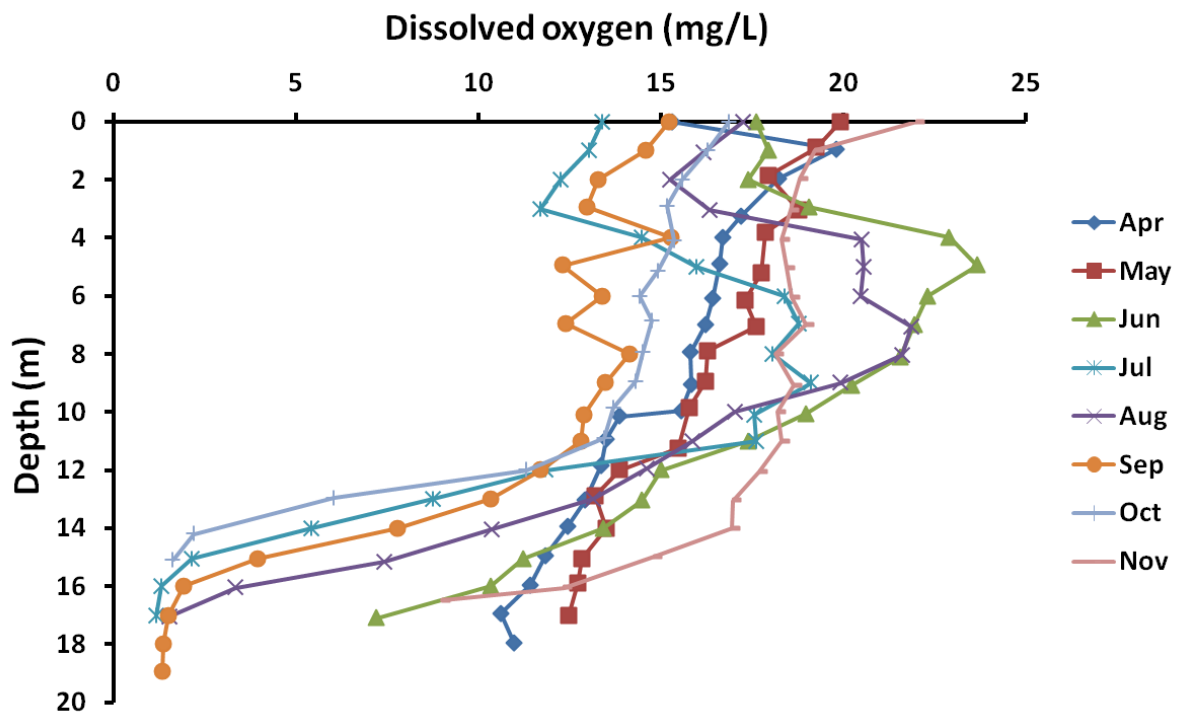 Dissolved oxygen (mg/L)
0 5 10 15 20 25
0
2
4
6
8
10
12
14
16
18
20
Depth (m)
Apr
May
Jun
Jul
Aug
Sep
Oct
Nov